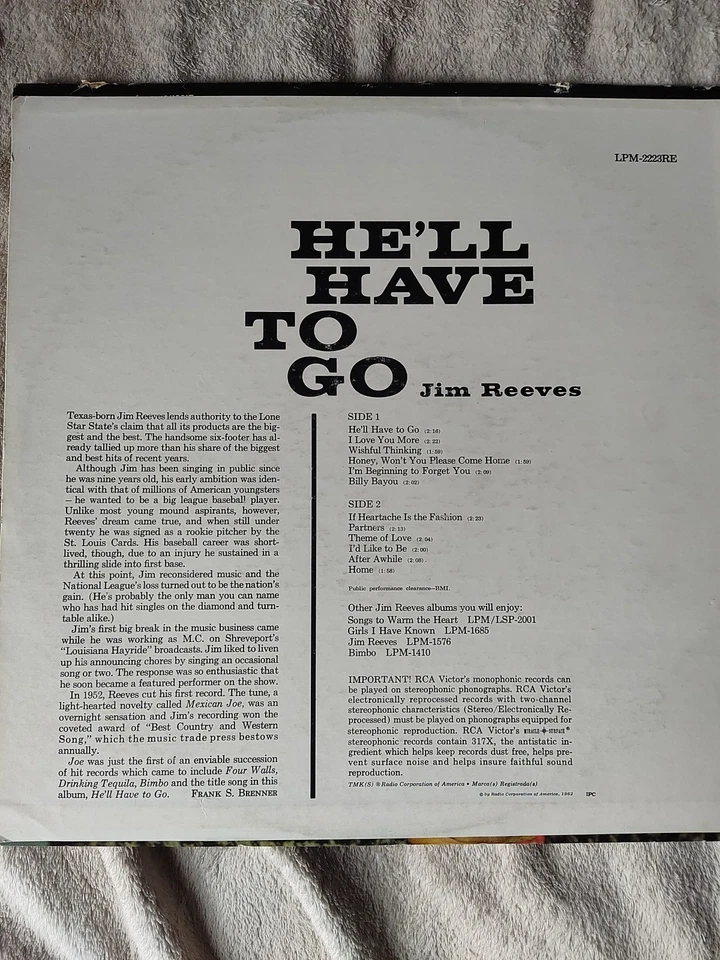 LPM-2223RE
HE'LL
HAVE
TO
GO Jim Reeves
Texas-born Jim Reeves lends authority to the Lone
Star State's claim that all its products are the big-
gest and the best. The handsome six-footer has al-
ready tallied up more than his share of the biggest
and best hits of recent years.
Although Jim has been singing in public since
he was nine years old, his early ambition was iden-
tical with that of millions of American youngsters
— he wanted to be a big league baseball player.
Unlike most young mound aspirants, however,
Reeves' dream came true, and when still under
twenty he was signed as a rookie pitcher by the
St. Louis Cards. His baseball career was short-
lived, though, due to an injury he sustained in a
thrilling slide into first base.
At this point, Jim reconsidered music and the
National League's loss turned out to be the nation's
gain. (He's probably the only man you can name
who has had hit singles on the diamond and turn-
table alike.)
Jim's first big break in the music business came
while he was working as M.C. on Shreveport's
"Louisiana Hayride" broadcasts. Jim liked to liven
up his announcing chores by singing an occasional
song or two. The response was so enthusiastic that
he soon became a featured performer on the show.
In 1952, Reeves cut his first record. The tune, a
light-hearted novelty called Mexican Joe, was an
overnight sensation and Jim's recording won the
coveted award of "Best Country and Western
Song," which the music trade press bestows
annually.
Joe was just the first of an enviable succession
of hit records which came to include Four Walls,
Drinking Tequila, Bimbo and the title song in this
album, He'll Have to Go. FRANK S. BRENNER
SIDE 1
He'll Have to Go (2:16)
I Love You More (2:22)
Wishful Thinking (1:59)
Honey, Won't You Please Come Home (1:59)
I'm Beginning to Forget You (2:09)
Billy Bayou (2:02)
SIDE 2
If Heartache Is the Fashion (2:23)
Partners (2:13)
Theme of Love (2:04)
I'd Like to Be (2:00)
After Awhile (2:08)
Home (1:58)
Public performance clearance—BMI.
Other Jim Reeves albums you will enjoy:
Songs to Warm the Heart LPM/LSP-2001
Girls I Have Known LPM-1685
Jim Reeves LPM-1576
Bimbo LPM-1410
IMPORTANT! RCA Victor's monophonic records can
be played on stereophonic phonographs. RCA Victor's
electronically reprocessed records with two-channel
stereophonic characteristics (Stereo/Electronically Re-
processed) must be played on phonographs equipped for
stereophonic reproduction. RCA Victor's
stereophonic records contain 317X, the antistatic in-
gredient which helps keep records dust free, helps pre-
vent surface noise and helps insure faithful sound
reproduction.
TMK(S) ® Radio Corporation of America • Marca(s) Registrada(s)
© by Radio Corporation of America, 1962 IPC